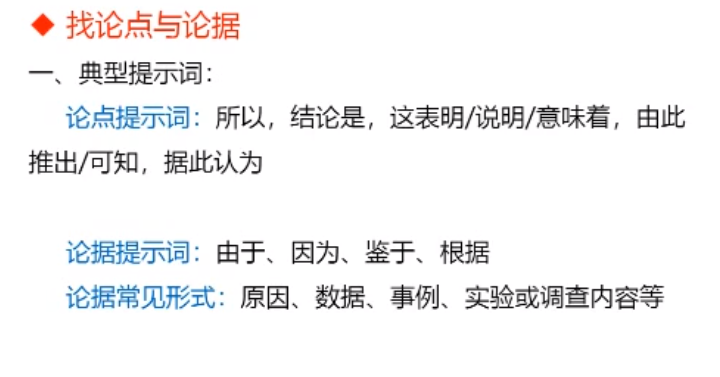 ◆ 找论点与论据
一、典型提示词：
论点提示词：所以，结论是，这表明/说明/意味着，由此
推出/可知，据此认为
论据提示词：由于、因为、鉴于、根据
论据常见形式：原因、数据、事例、实验或调查内容等